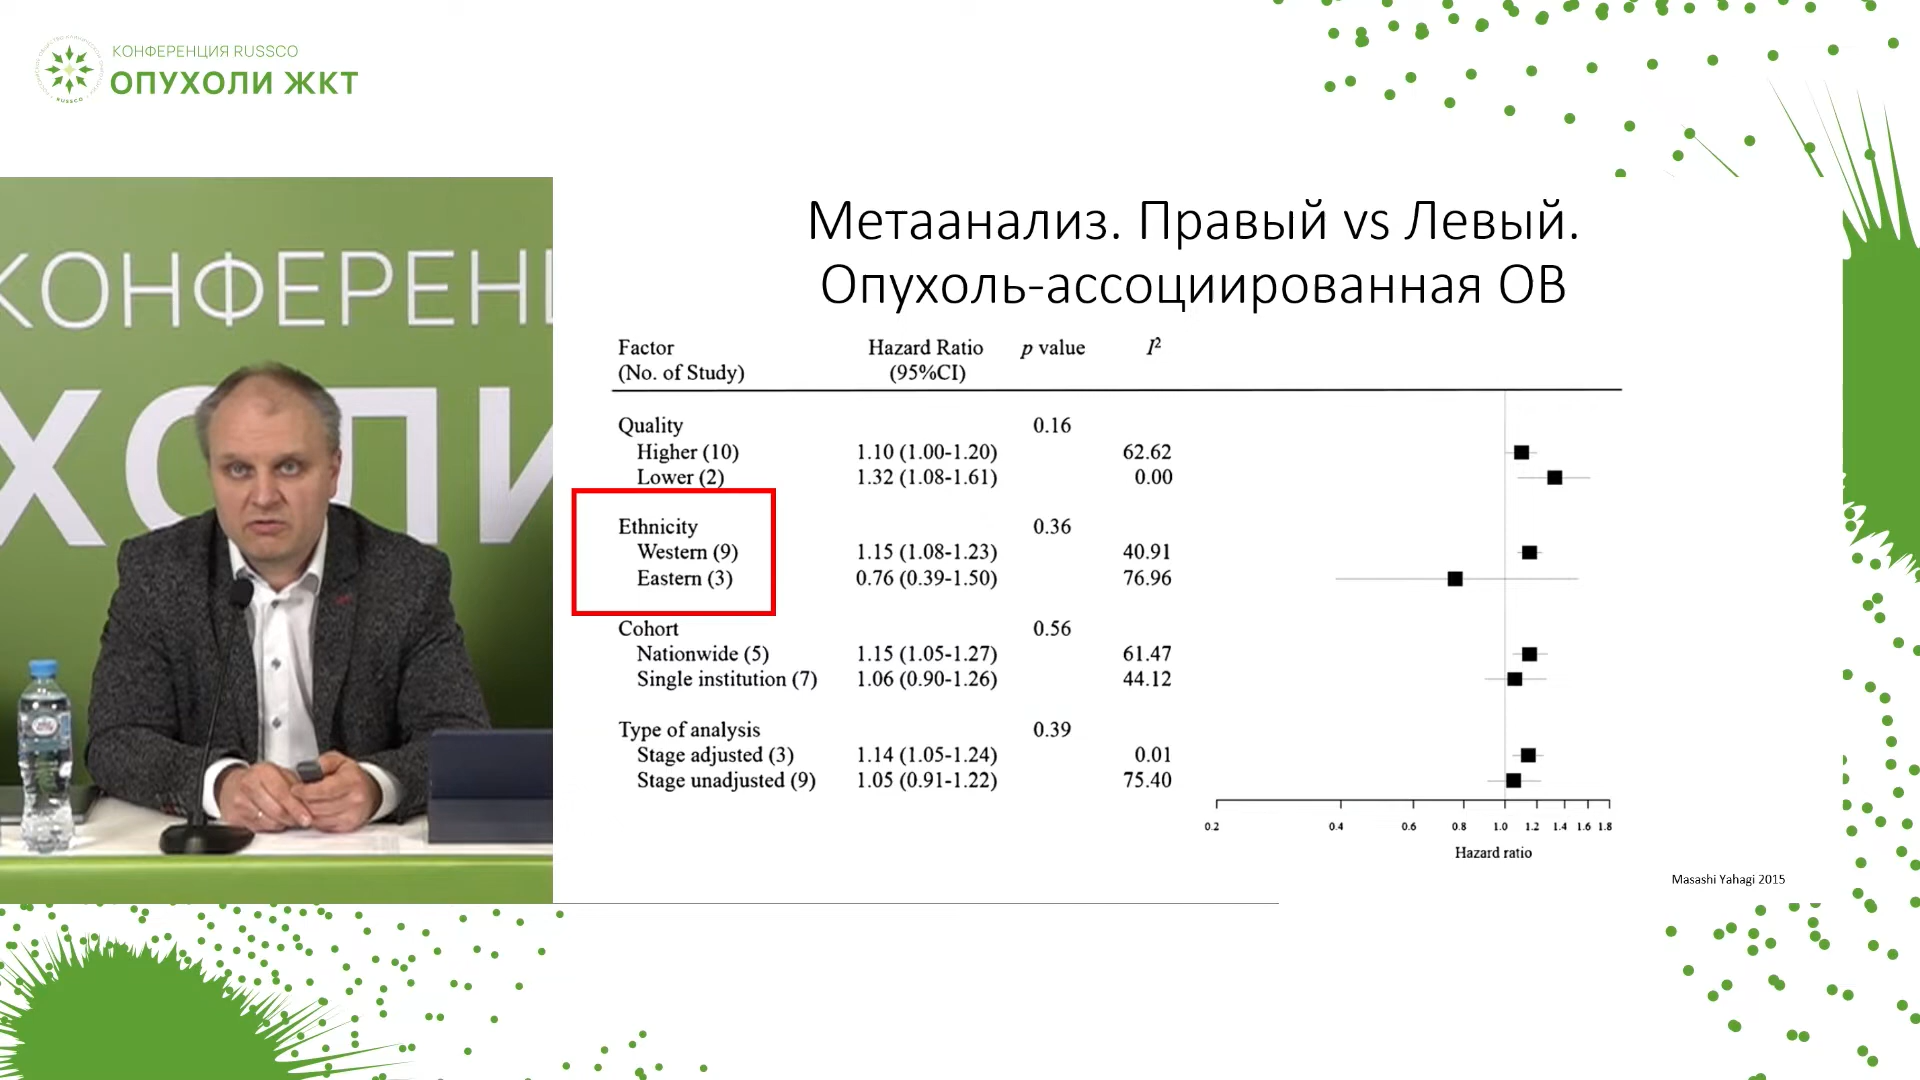 КОНФЕРЕНЦИЯ RUSSCO
ОПУХОЛИ ЖКТ
RUSSCO
КОНФЕРЕН
ХОЛИ
Метаанализ. Правый vs Левый.
Опухоль-ассоциированная ОВ
Factor Hazard Ratio p value I²
(No. of Study) (95%CI)
Quality 0.16
Higher (10) 1.10 (1.00-1.20) 62.62
Lower (2) 1.32 (1.08-1.61) 0.00
Ethnicity 0.36
Western (9) 1.15 (1.08-1.23) 40.91
Eastern (3) 0.76 (0.39-1.50) 76.96
Cohort 0.56
Nationwide (5) 1.15 (1.05-1.27) 61.47
Single institution (7) 1.06 (0.90-1.26) 44.12
Type of analysis 0.39
Stage adjusted (3) 1.14 (1.05-1.24) 0.01
Stage unadjusted (9) 1.05 (0.91-1.22) 75.40
0.2 0.4 0.6 0.8 1.0 1.2 1.4 1.6 1.8
Hazard ratio
Masashi Yahagi 2015